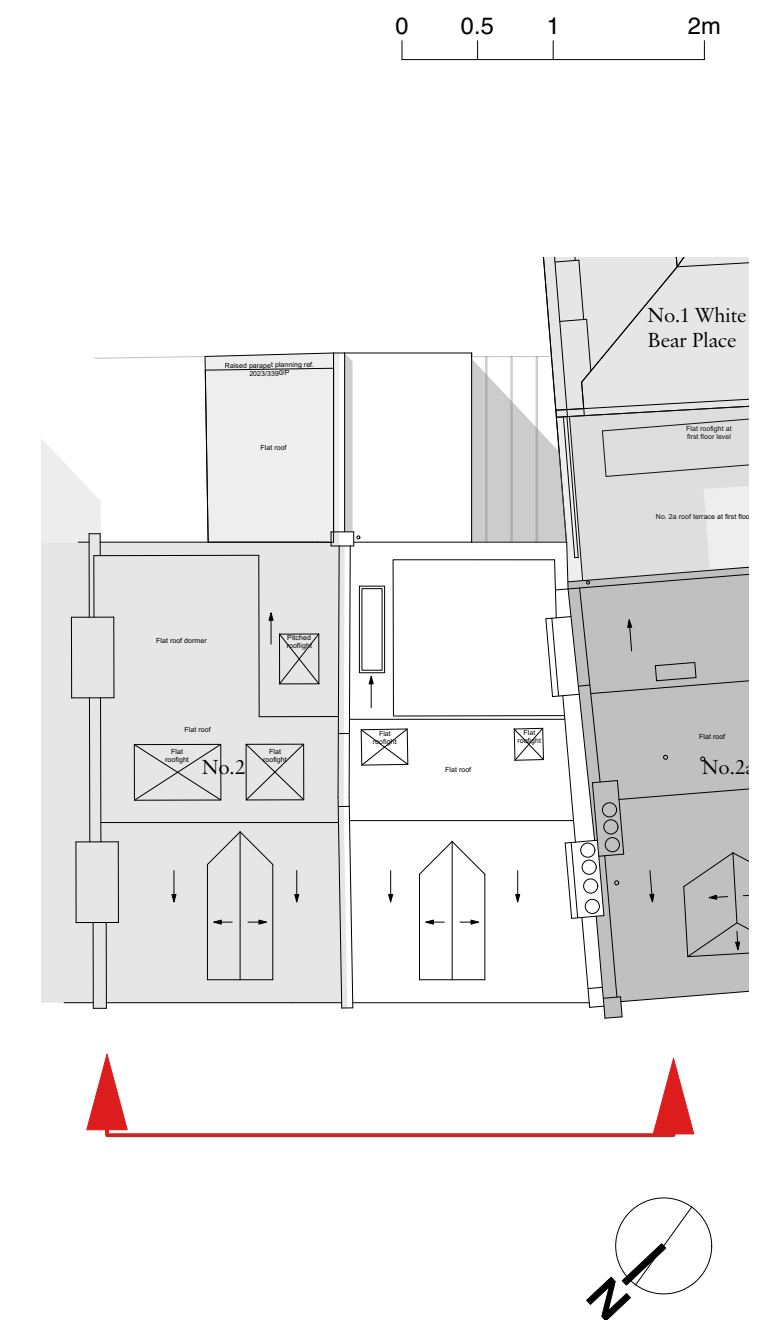 0 0.5 1 2m
No.1 White
Bear Place
Raised parapet planning ref.
2023/3390/P
Flat roof
Flat rooflight at
first floor level
No. 2a roof terrace at first floo
Flat roof dormer
Pitched
rooflight
Flat roof
Flat
rooflight
No.2
Flat
rooflight
Flat
rooflight
Flat
rooflight
Flat roof
Flat roof
No.2a
N